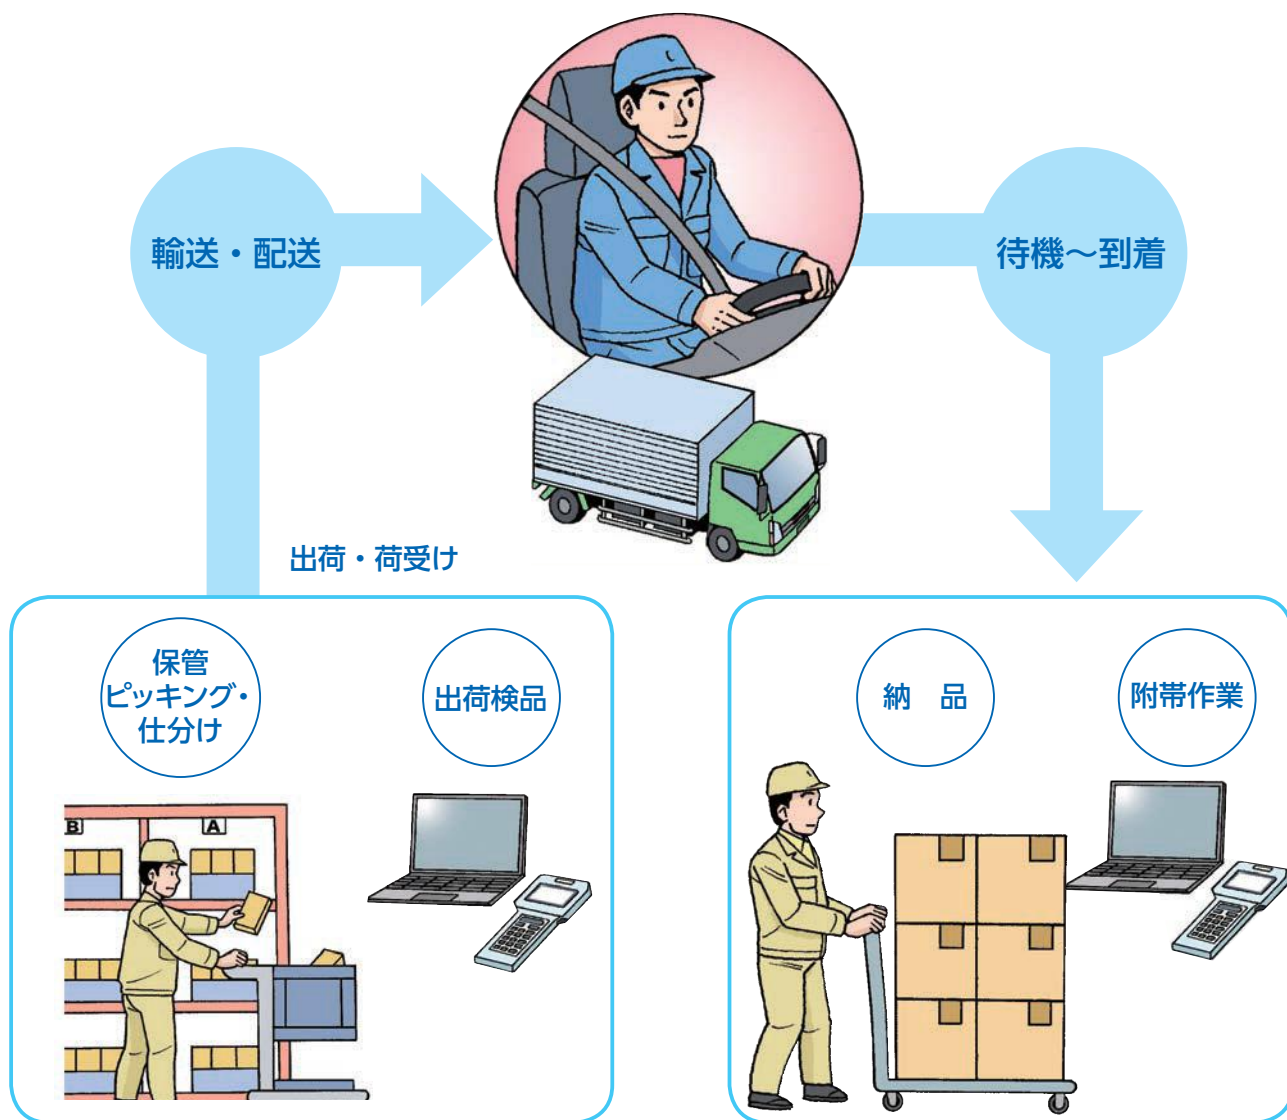 輸送・配送
待機~到着
出荷・荷受け
保管
ピッキング・
仕分け
出荷検品
納　品
附帯作業
B
A